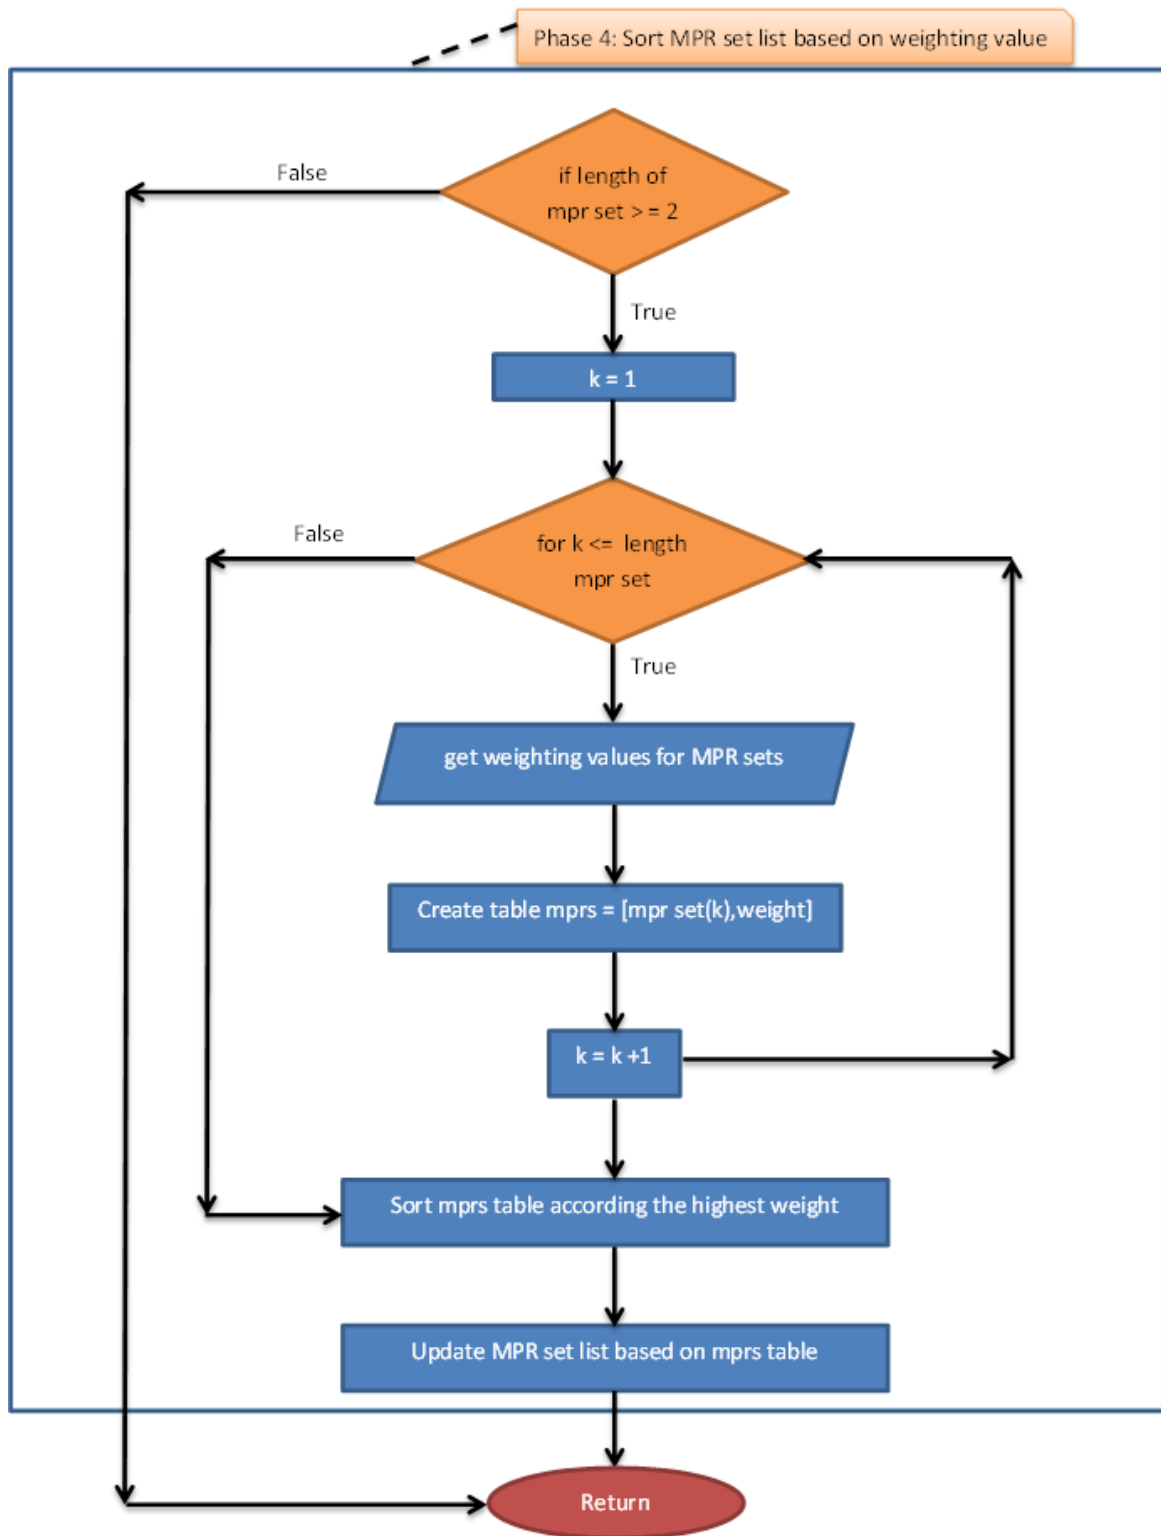 Phase 4: Sort MPR set list based on weighting value
False
if length of
mpr set > = 2
True
k = 1
False
for k <= length
mpr set
True
get weighting values for MPR sets
Create table mprs = [mpr set(k),weight]
k = k +1
Sort mprs table according the highest weight
Update MPR set list based on mprs table
Return